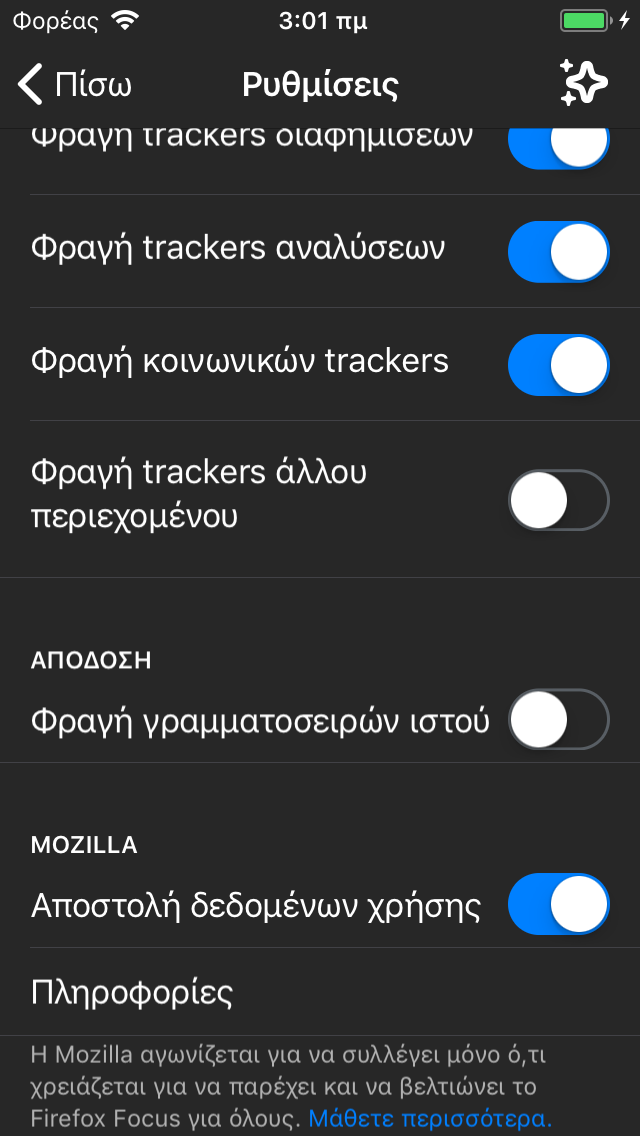 Φορέας
3:01 πμ
Πίσω
Ρυθμίσεις
Φραγή trackers διαφημίσεων
Φραγή trackers αναλύσεων
Φραγή κοινωνικών trackers
Φραγή trackers άλλου
περιεχομένου
ΑΠΟΔΟΣΗ
Φραγή γραμματοσειρών ιστού
MOZILLA
Αποστολή δεδομένων χρήσης
Πληροφορίες
Η Mozilla αγωνίζεται για να συλλέγει μόνο ό,τι
χρειάζεται για να παρέχει και να βελτιώνει το
Firefox Focus για όλους. Μάθετε περισσότερα.